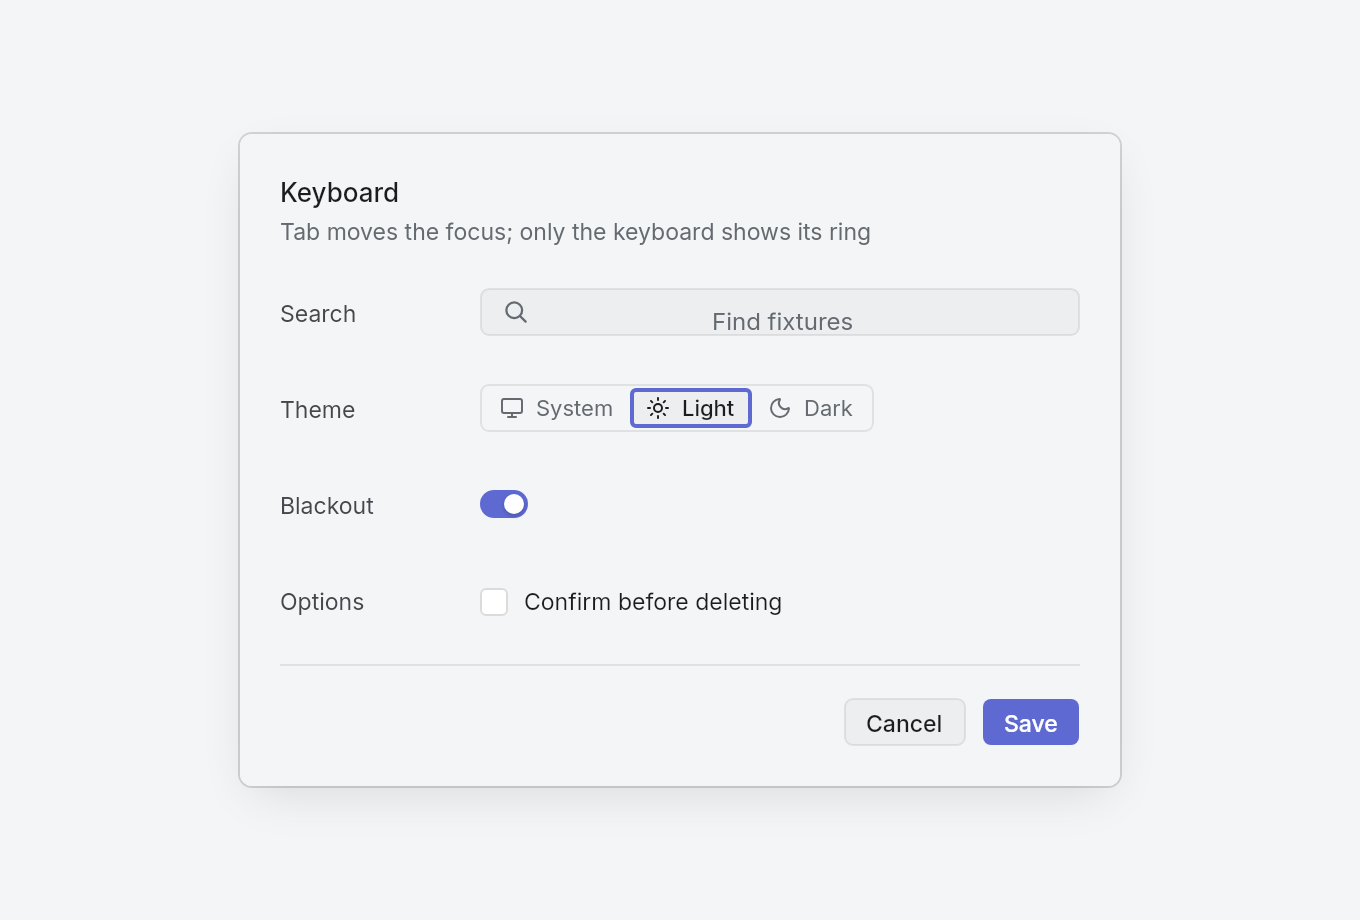 Keyboard
Tab moves the focus; only the keyboard shows its ring
Search
Find fixtures
Theme
System
Light
Dark
Blackout
Options
Confirm before deleting
Cancel
Save